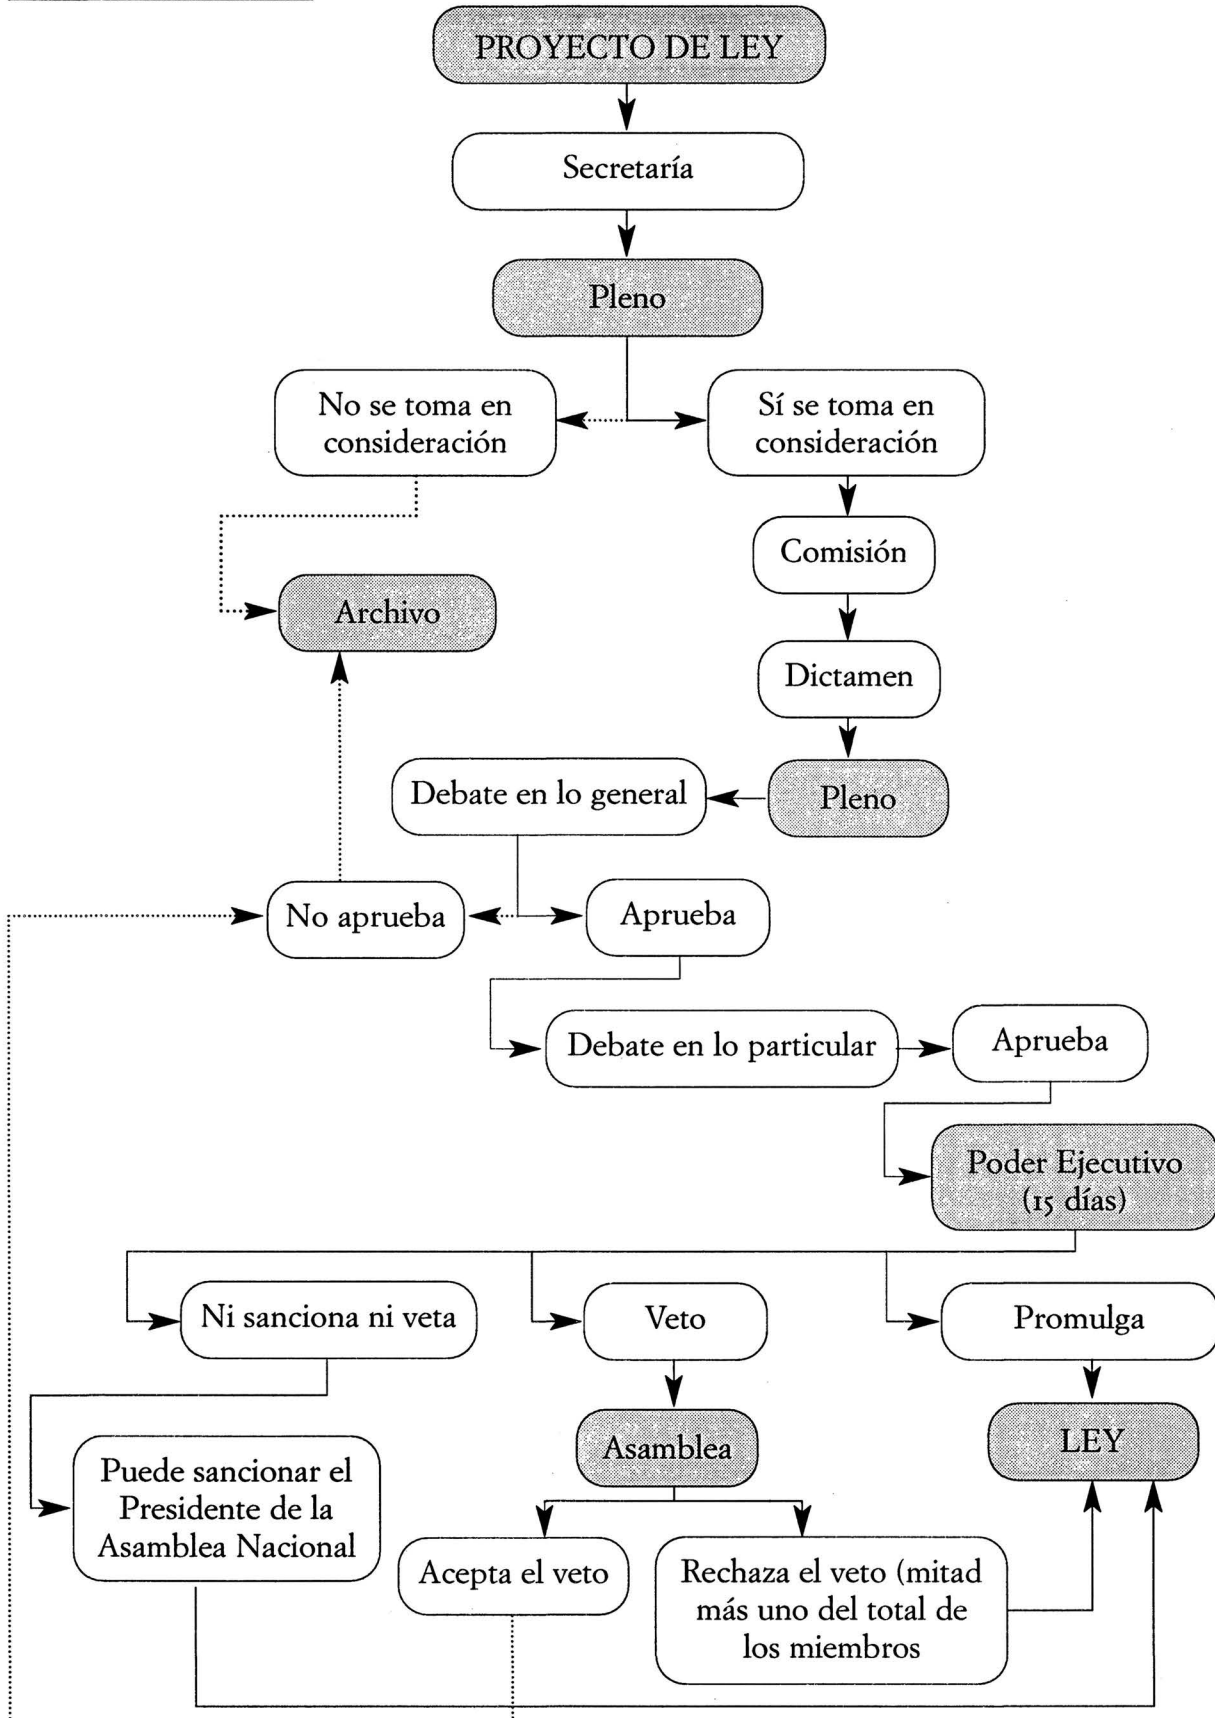 PROYECTO DE LEY
Secretaría
Pleno
No se toma en
consideración
Sí se toma en
consideración
Comisión
Archivo
Dictamen
Debate en lo general
Pleno
No aprueba
Aprueba
Debate en lo particular
Aprueba
Poder Ejecutivo
(15 días)
Ni sanciona ni veta
Veto
Promulga
Asamblea
LEY
Puede sancionar el
Presidente de la
Asamblea Nacional
Acepta el veto
Rechaza el veto (mitad
más uno del total de
los miembros